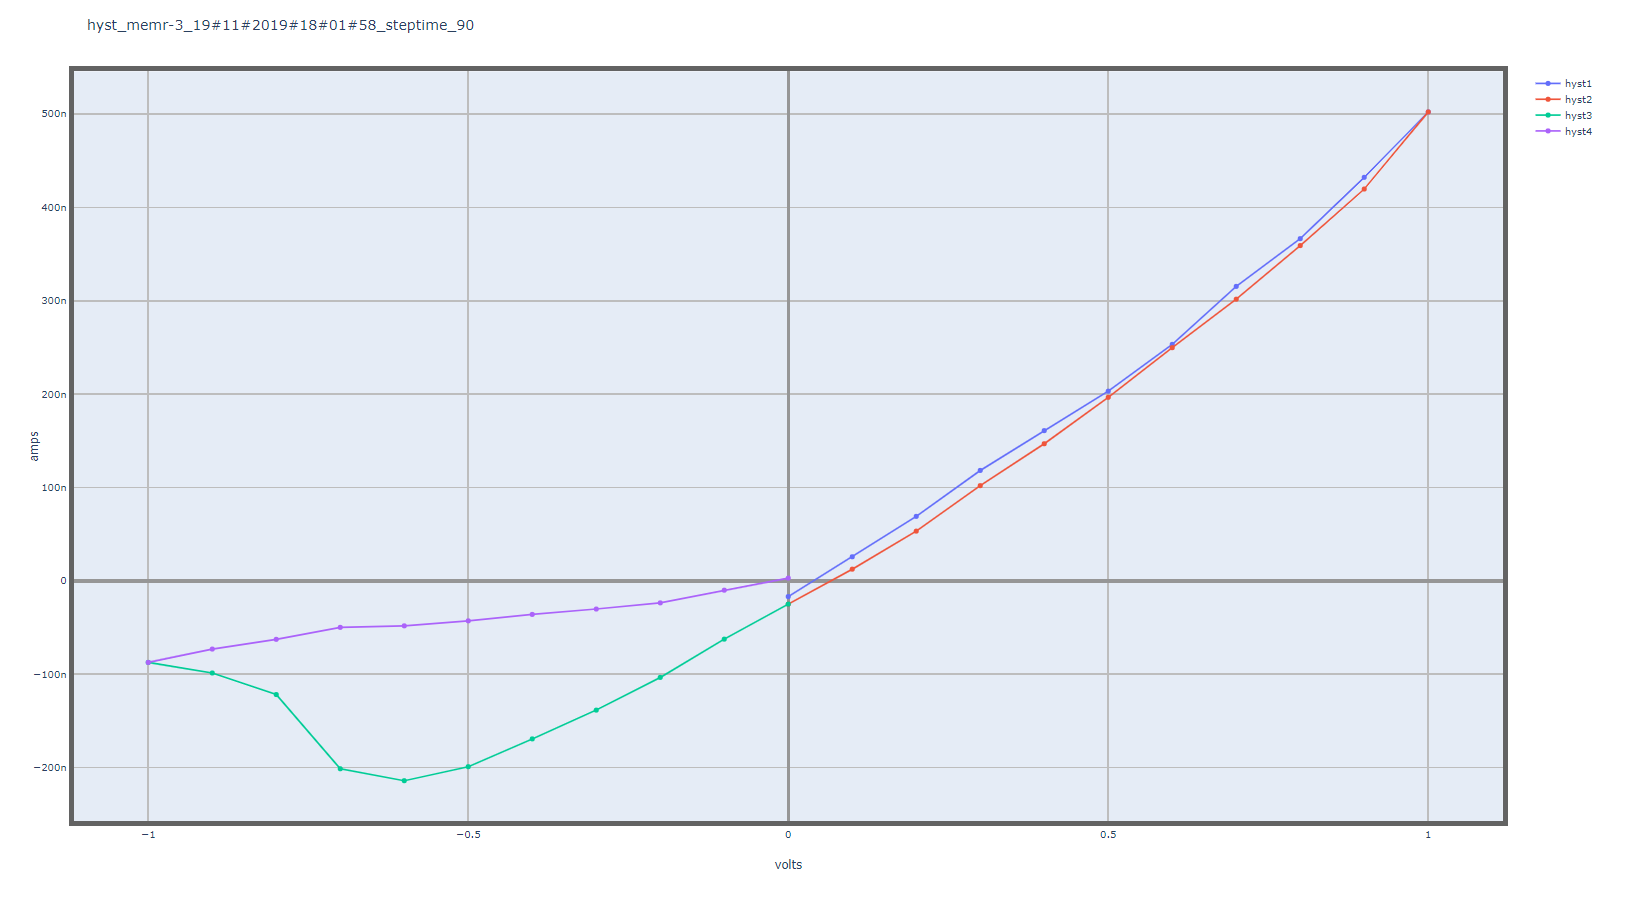 hyst_memr-3_19#11#2019#18#01#58_steptime_90
hyst1
hyst2
hyst3
hyst4
500n
400n
300n
200n
100n
0
−100n
−200n
amps
−1
−0.5
0
0.5
1
volts